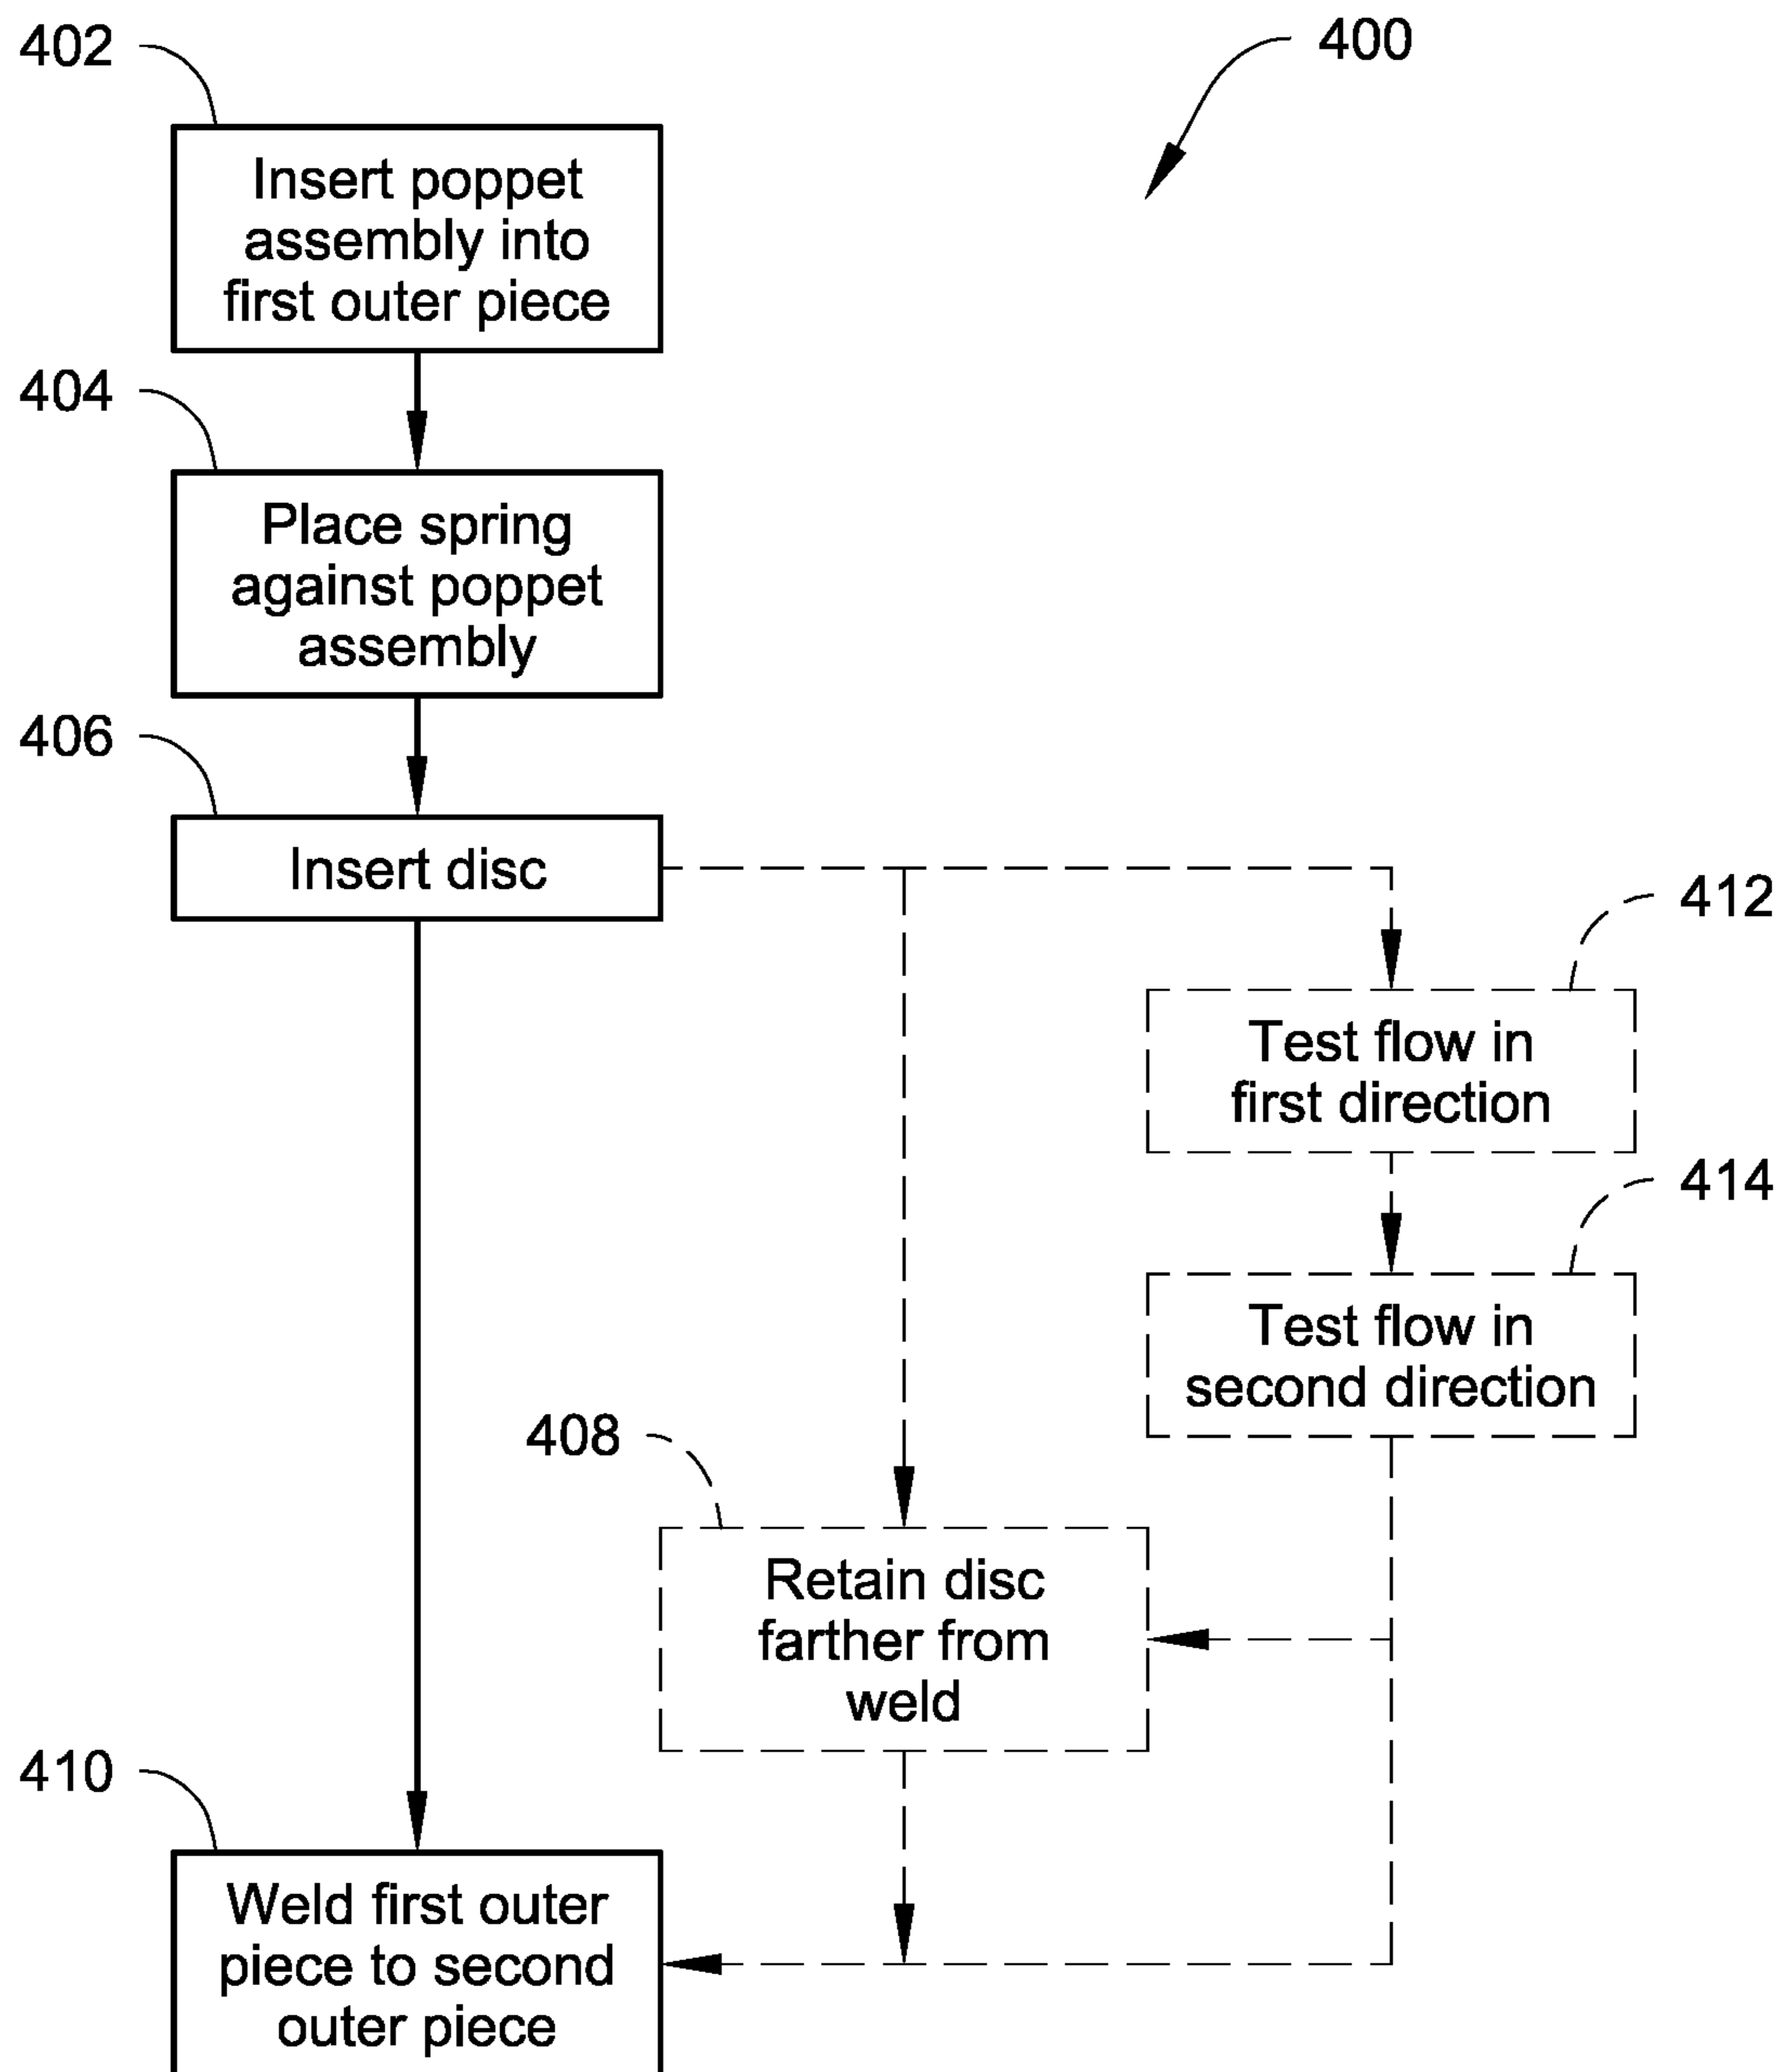 402
400
Insert poppet
assembly into
first outer piece
404
Place spring
against poppet
assembly
406
Insert disc
412
Test flow in
first direction
414
Test flow in
second direction
408
Retain disc
farther from
weld
410
Weld first outer
piece to second
outer piece